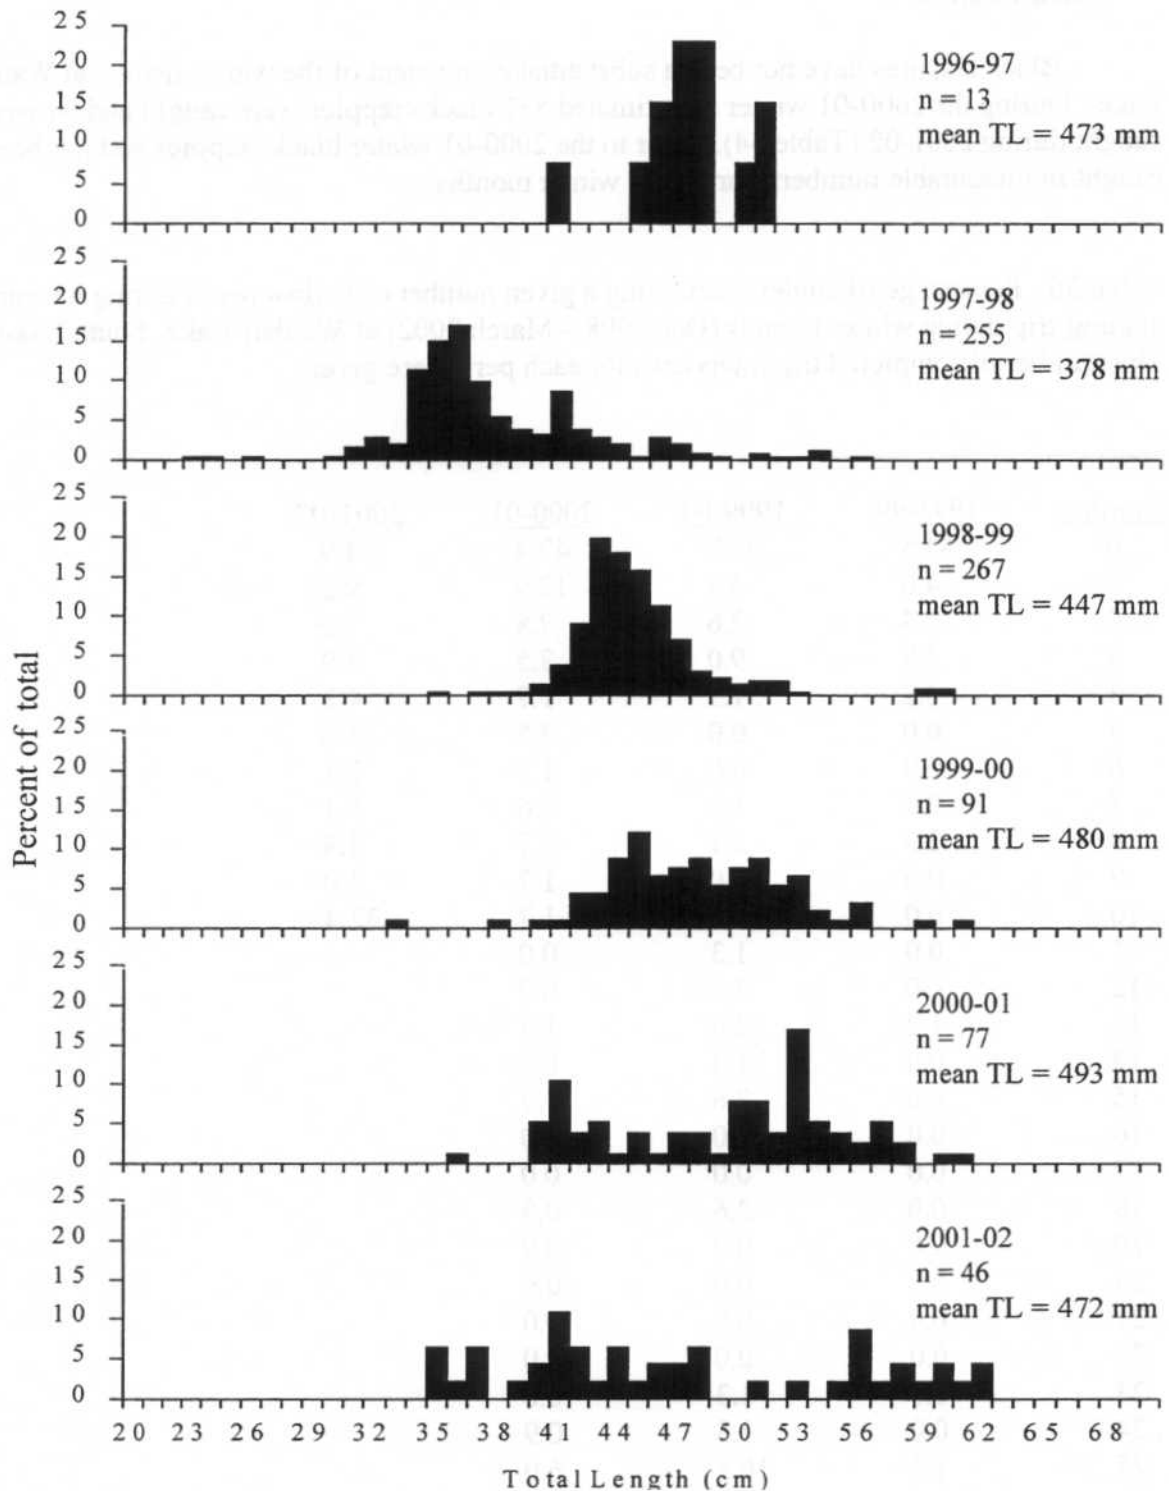 25
20
15
10
5
0
1996-97
n = 13
mean TL = 473 mm
25
20
15
10
5
0
1997-98
n = 255
mean TL = 378 mm
25
20
15
10
5
0
1998-99
n = 267
mean TL = 447 mm
Percent of total
25
20
15
10
5
0
1999-00
n = 91
mean TL = 480 mm
25
20
15
10
5
0
2000-01
n = 77
mean TL = 493 mm
25
20
15
10
5
0
2001-02
n = 46
mean TL = 472 mm
20 23 26 29 32 35 38 41 44 47 50 53 56 59 62 65 68
Total Length (cm)